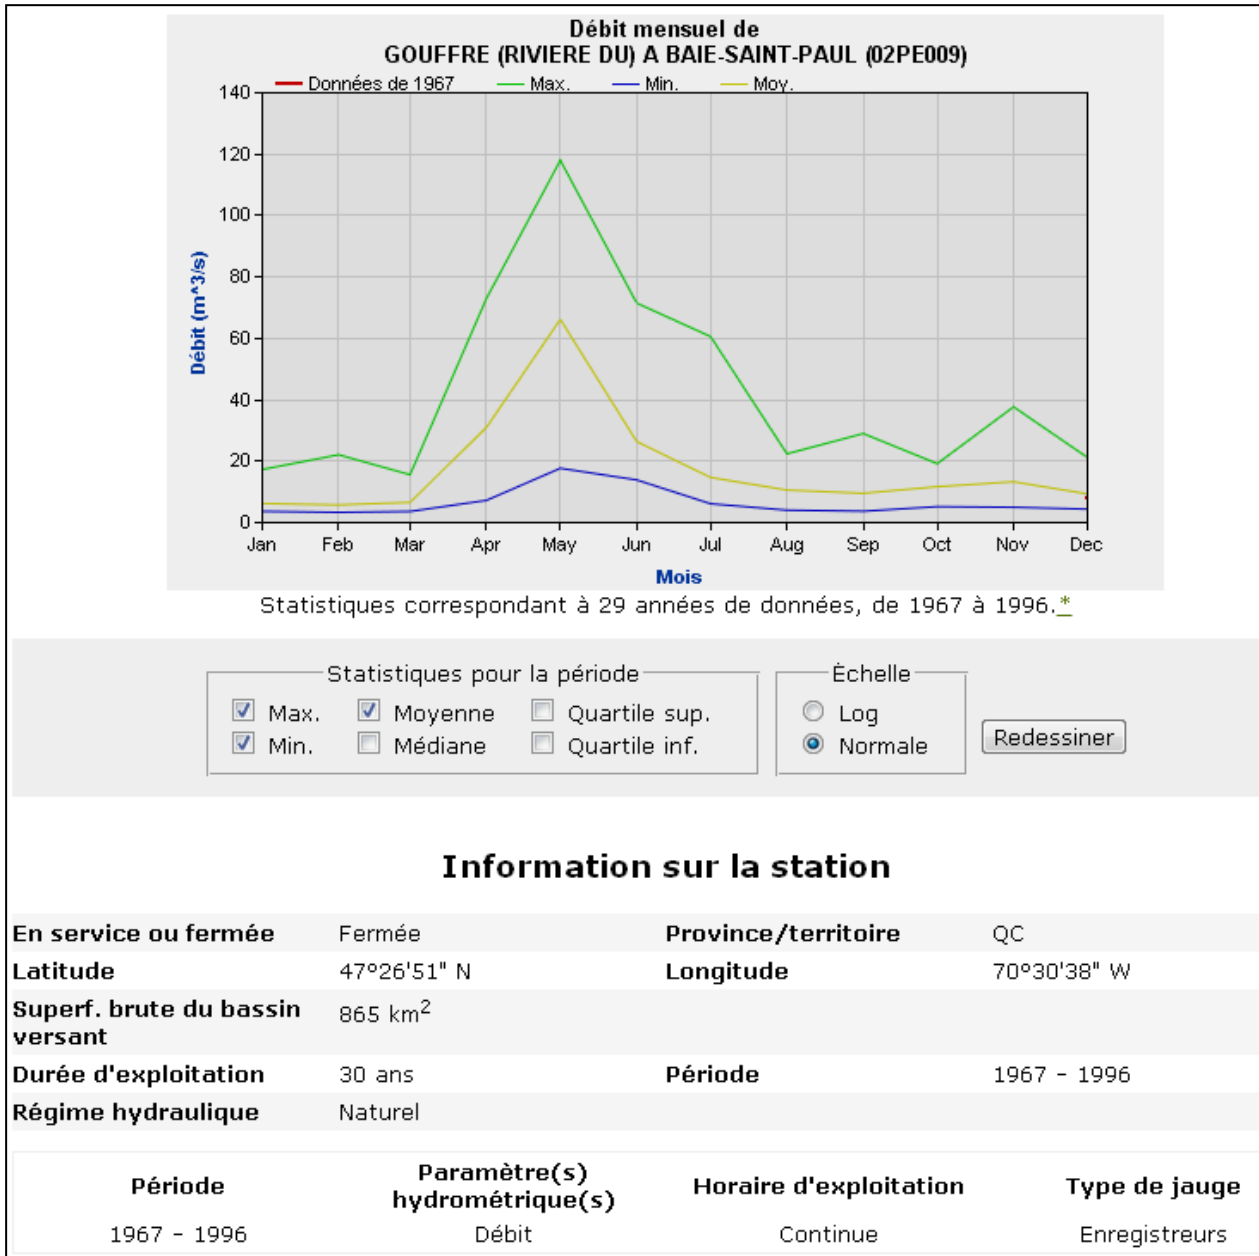 Débit mensuel de
GOUFFRE (RIVIERE DU) A BAIE-SAINT-PAUL (02PE009)
Données de 1967 Max. Min. Moy.
140
120
100
80
60
40
20
0
Débit (m^3/s)
Jan Feb Mar Apr May Jun Jul Aug Sep Oct Nov Dec
Mois
Statistiques correspondant à 29 années de données, de 1967 à 1996.*
Statistiques pour la période Échelle
Max. Moyenne Quartile sup. Log
Min. Médiane Quartile inf. Normale
Redessiner
Information sur la station
En service ou fermée Fermée Province/territoire QC
Latitude 47º26'51" N Longitude 70º30'38" W
Superf. brute du bassin
versant 865 km²
Durée d'exploitation 30 ans Période 1967 - 1996
Régime hydraulique Naturel
Période Paramètre(s)
hydrométrique(s) Horaire d'exploitation Type de jauge
1967 - 1996 Débit Continue Enregistreurs